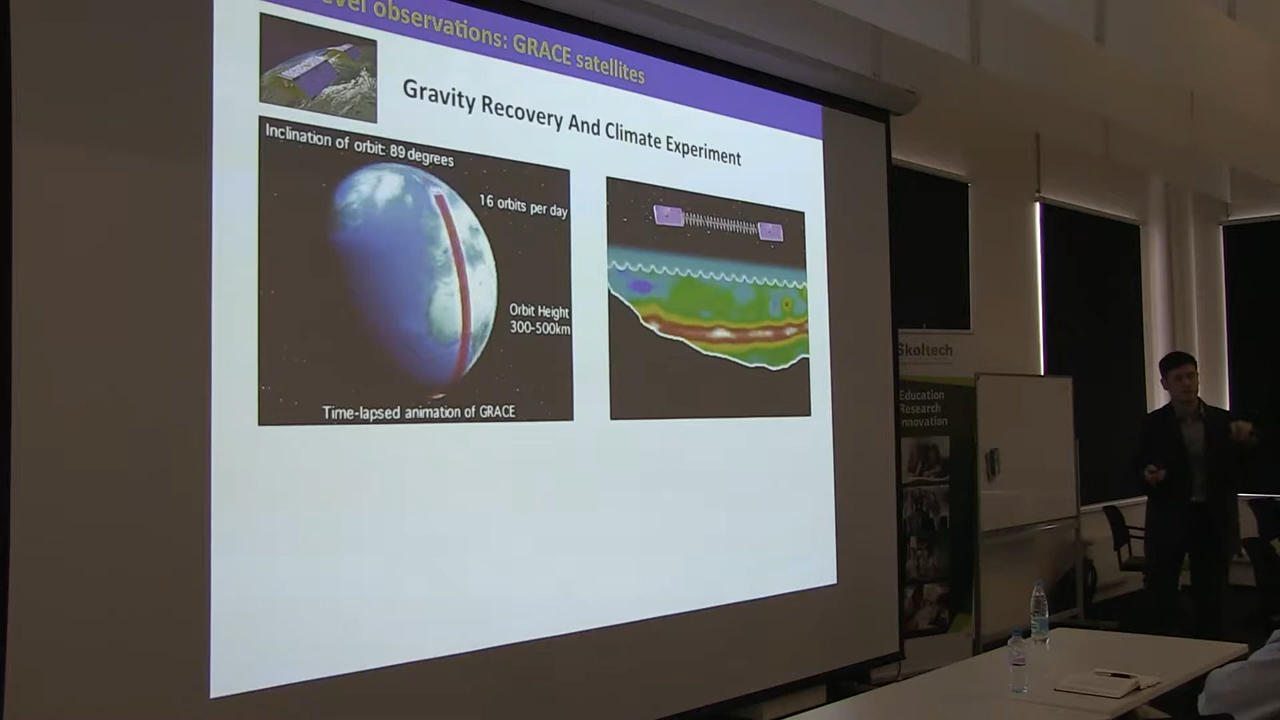 evel observations: GRACE satellites
Gravity Recovery And Climate Experiment
Inclination of orbit: 89 degrees
16 orbits per day
Orbit Height
300-500km
Time-lapsed animation of GRACE
Skoltech
Education
Research
Innovation